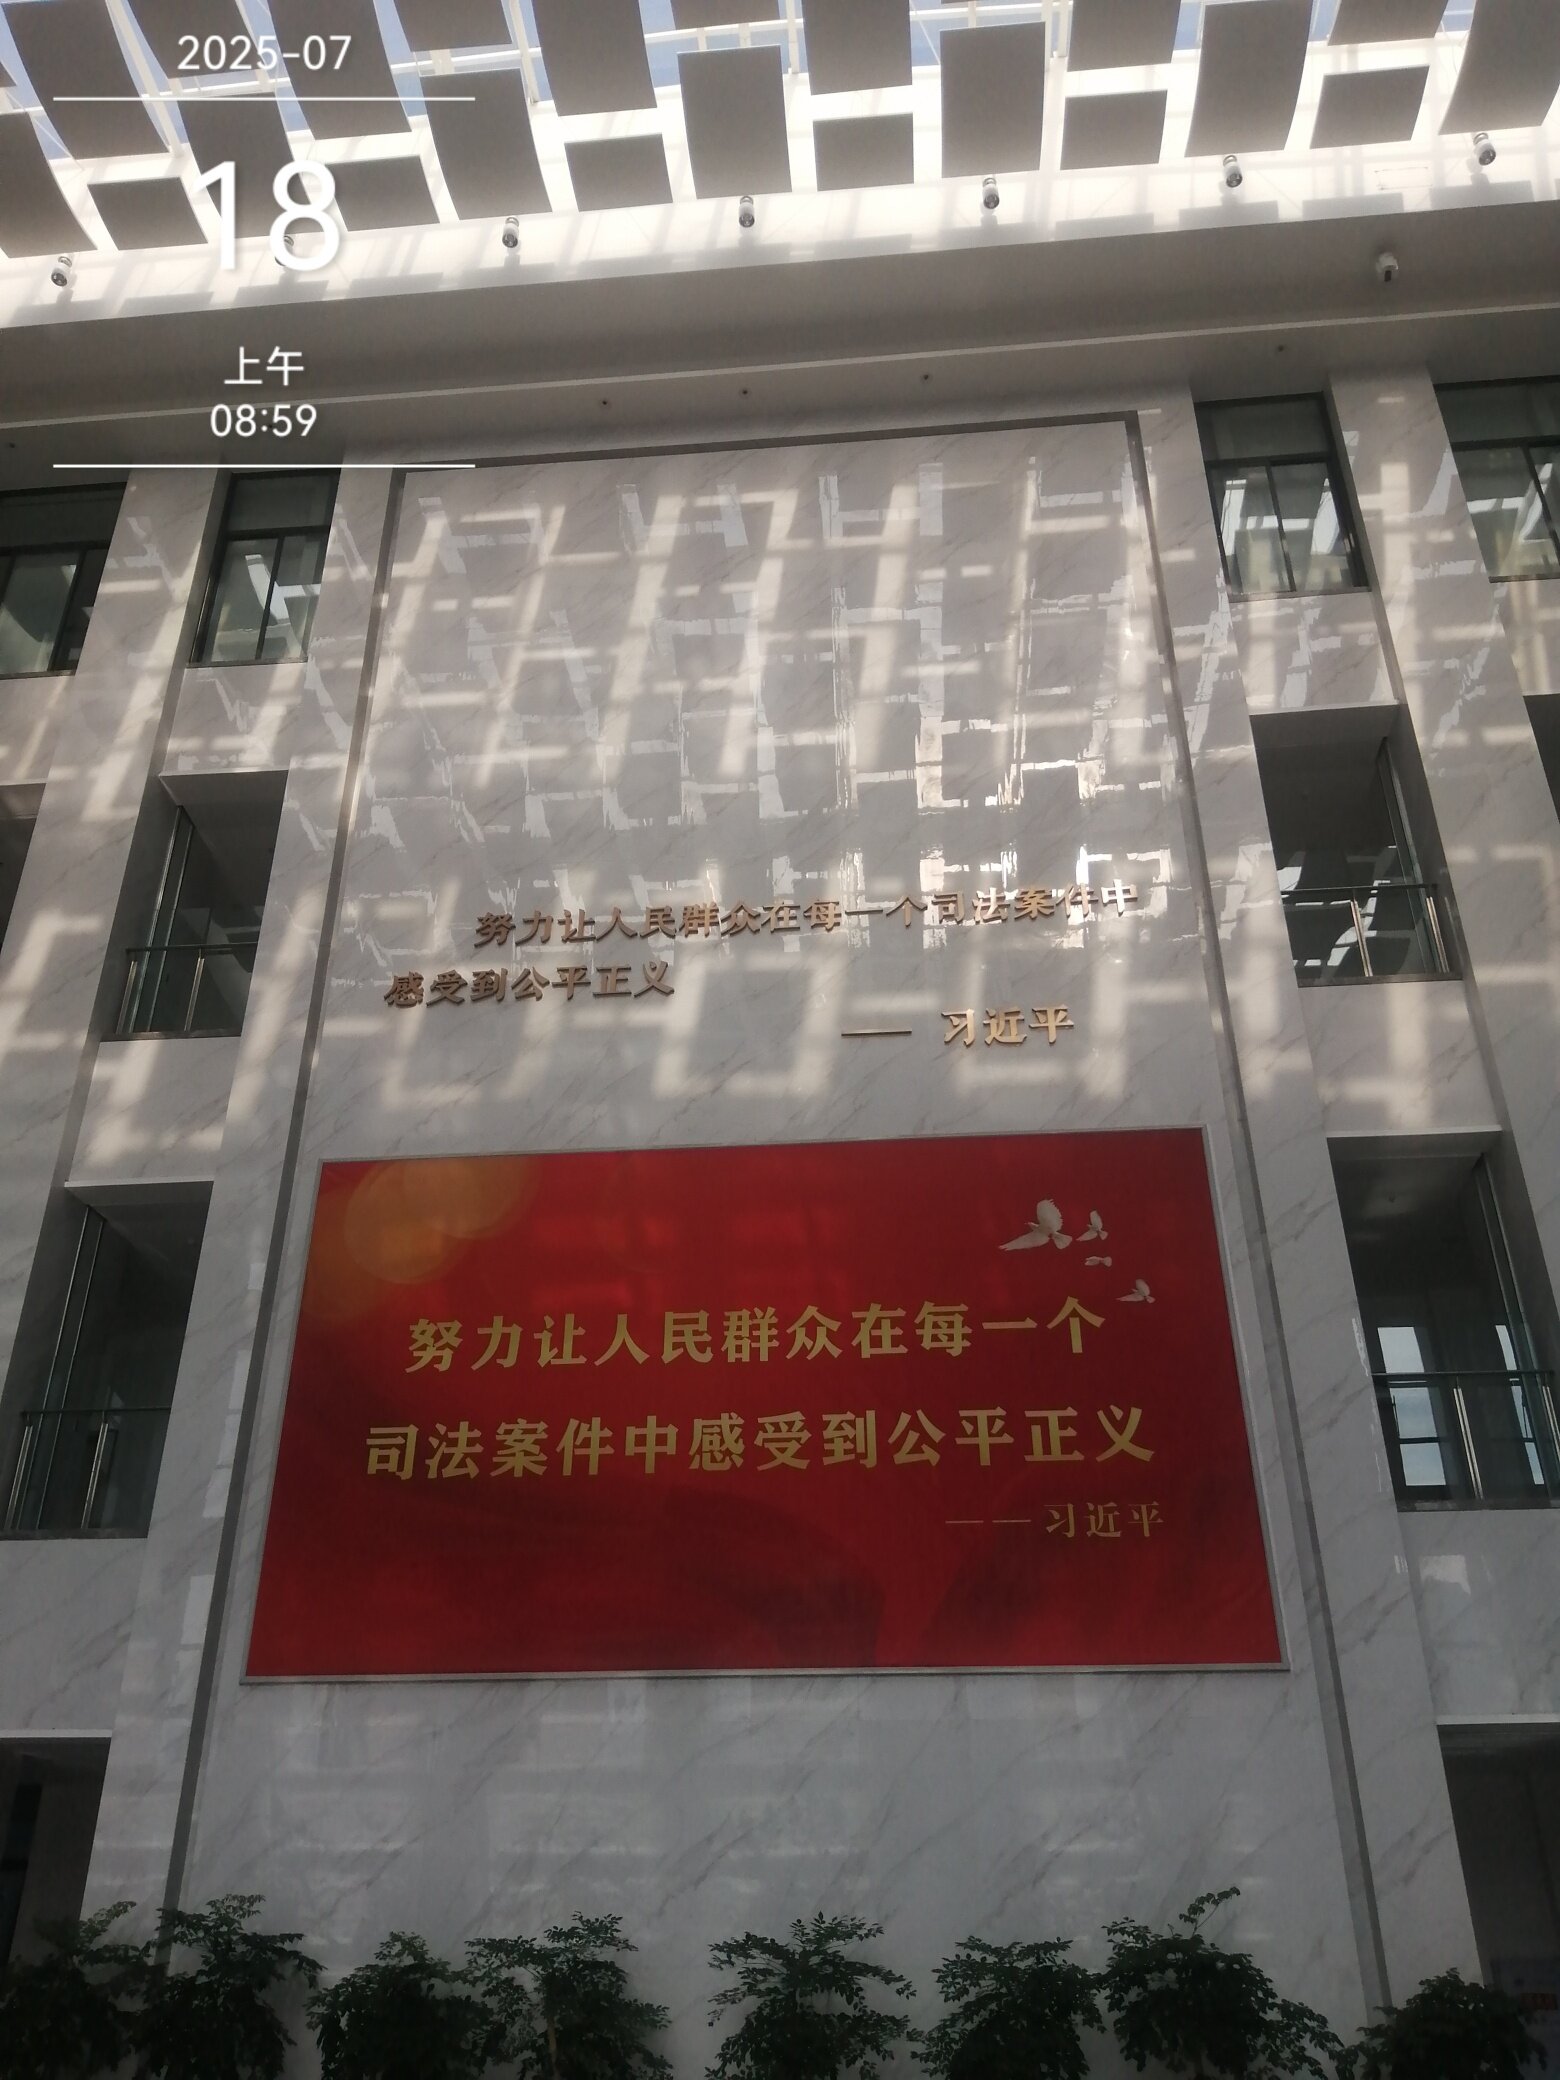 2025-07
18
上午
08:59
努力让人民群众在每一个司法案件中
感受到公平正义
—— 习近平
努力让人民群众在每一个
司法案件中感受到公平正义
——习近平